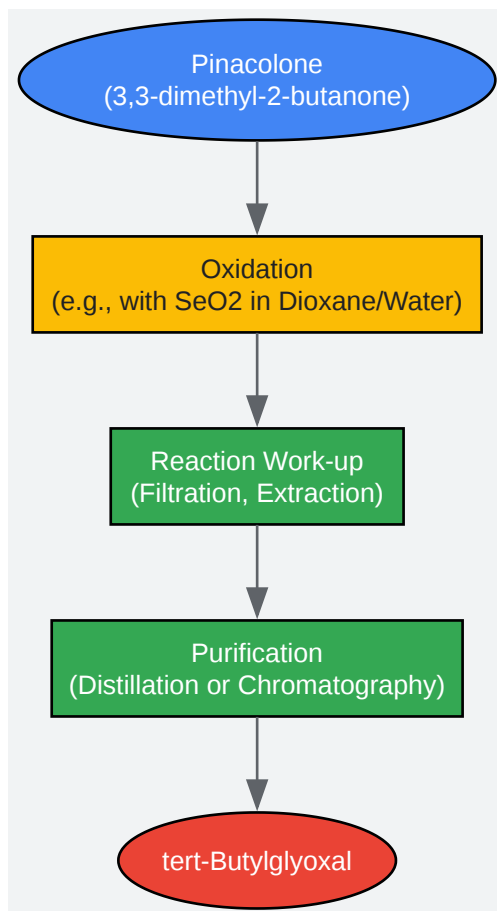 Pinacolone
(3,3-dimethyl-2-butanone)
Oxidation
(e.g., with SeO2 in Dioxane/Water)
Reaction Work-up
(Filtration, Extraction)
Purification
(Distillation or Chromatography)
tert-Butylglyoxal